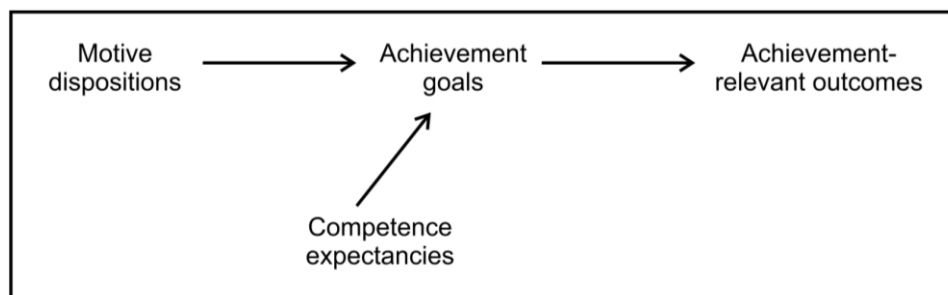 Motive
dispositions
Achievement
goals
Achievement-
relevant outcomes
Competence
expectancies